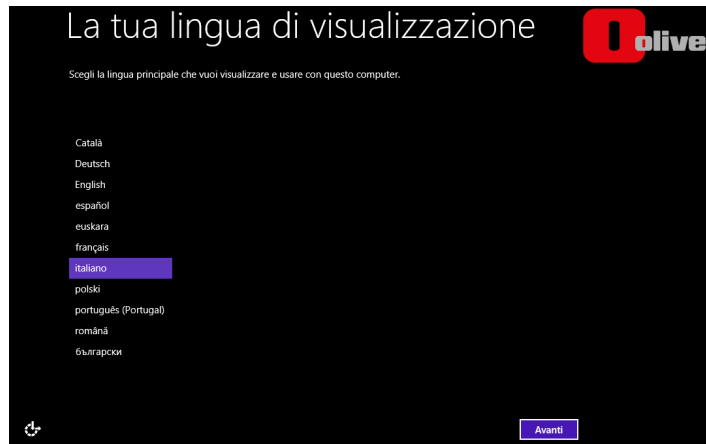 La tua lingua di visualizzazione
olive
Scegli la lingua principale che vuoi visualizzare e usare con questo computer.
Català
Deutsch
English
español
euskara
français
italiano
polski
português (Portugal)
română
български
Avanti